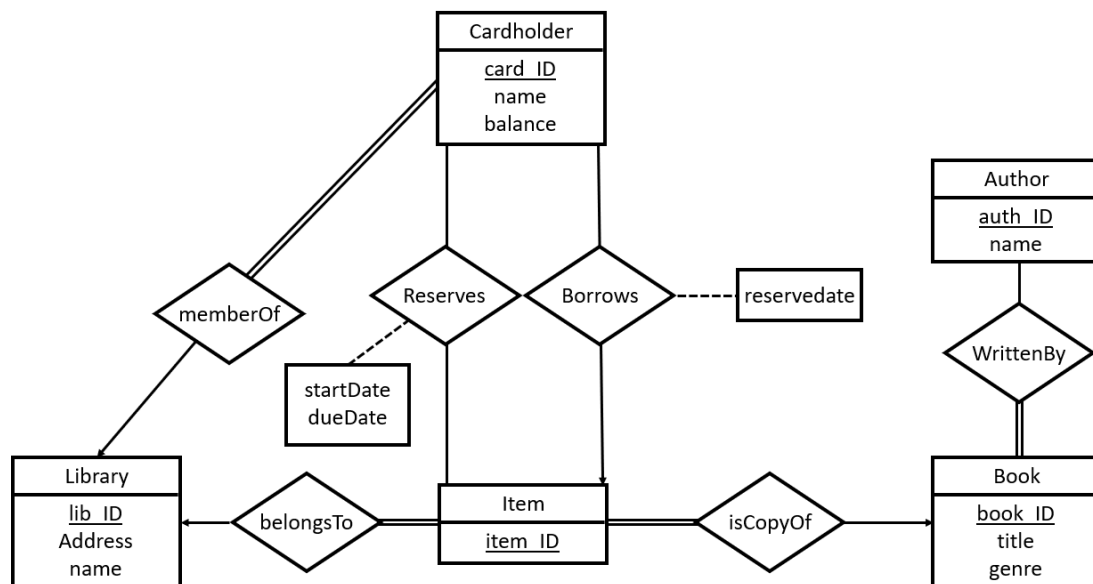 Cardholder
card_ID
name
balance
Author
auth_ID
name
memberOf
Reserves
Borrows
reservedate
WrittenBy
startDate
dueDate
Library
lib_ID
Address
name
belongsTo
Item
item_ID
isCopyOf
Book
book_ID
title
genre